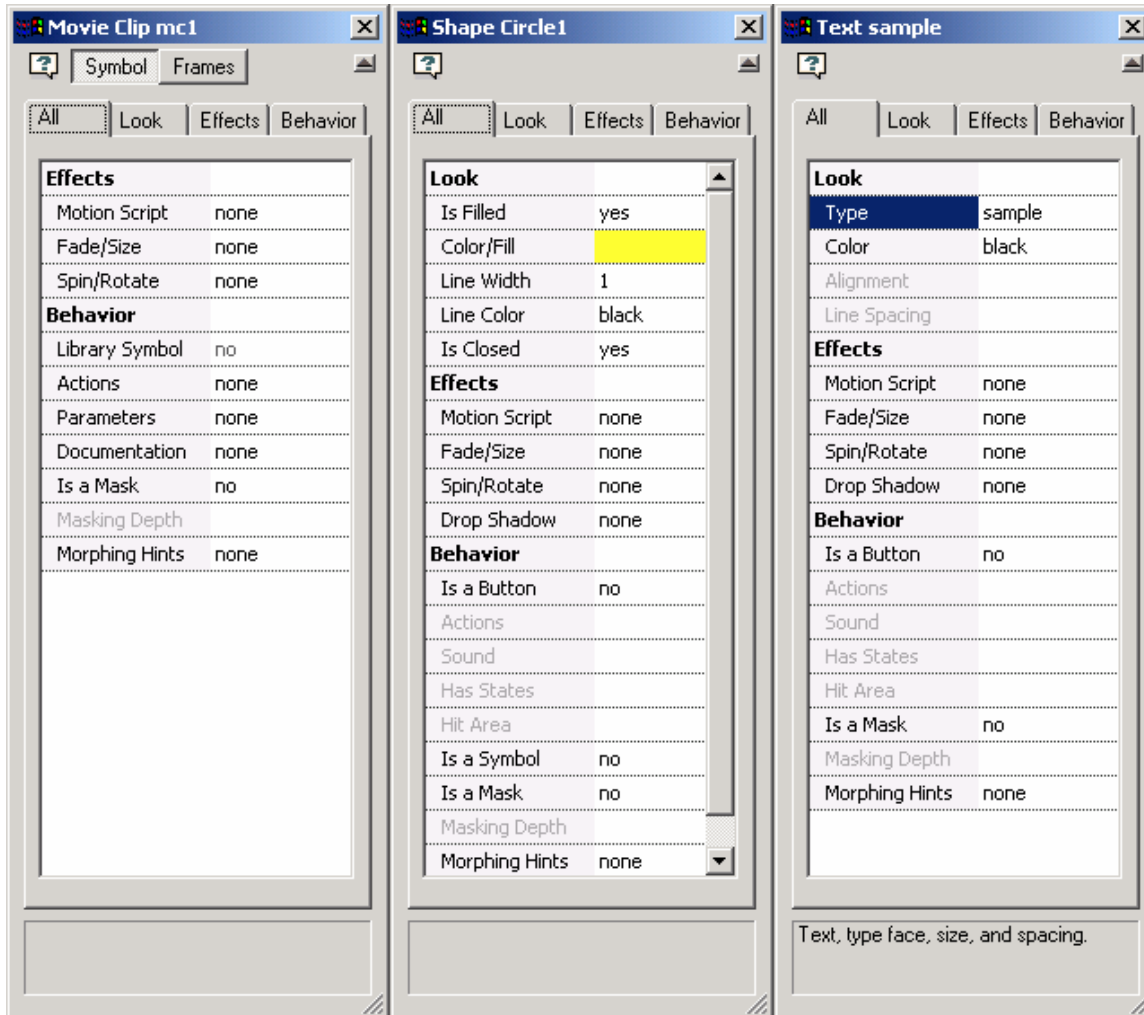 Movie Clip mc1
Symbol Frames
All Look Effects Behavior
Effects
Motion Script none
Fade/Size none
Spin/Rotate none
Behavior
Library Symbol no
Actions none
Parameters none
Documentation none
Is a Mask no
Masking Depth
Morphing Hints none
Shape Circle1
All Look Effects Behavior
Look
Is Filled yes
Color/Fill
Line Width 1
Line Color black
Is Closed yes
Effects
Motion Script none
Fade/Size none
Spin/Rotate none
Drop Shadow none
Behavior
Is a Button no
Actions
Sound
Has States
Hit Area
Is a Symbol no
Is a Mask no
Masking Depth
Morphing Hints none
Text sample
All Look Effects Behavior
Look
Type sample
Color black
Alignment
Line Spacing
Effects
Motion Script none
Fade/Size none
Spin/Rotate none
Drop Shadow none
Behavior
Is a Button no
Actions
Sound
Has States
Hit Area
Is a Mask no
Masking Depth
Morphing Hints none
Text, type face, size, and spacing.